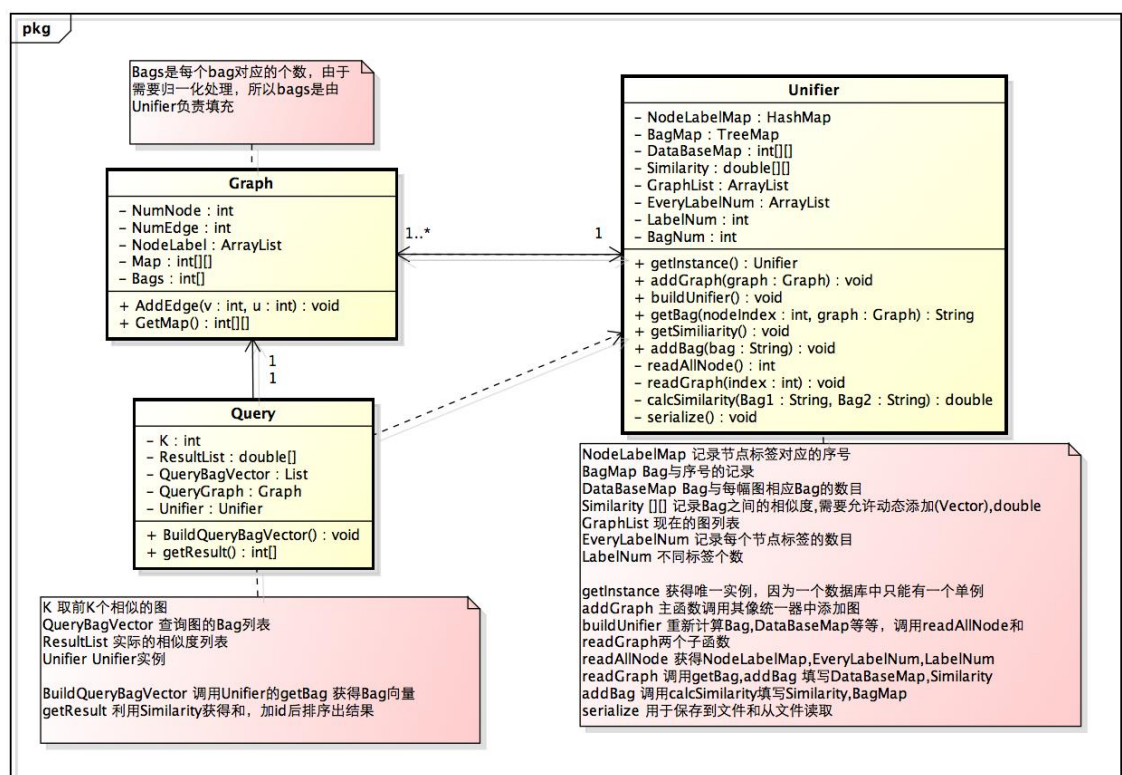 pkg
Bags是每个bag对应的个数，由于
需要归一化处理，所以bags是由
Unifier负责填充
Graph
- NumNode : int
- NumEdge : int
- NodeLabel : ArrayList
- Map : int[][]
- Bags : int[]
+ AddEdge(v : int, u : int) : void
+ GetMap() : int[][]
1..*
1
Unifier
- NodeLabelMap : HashMap
- BagMap : TreeMap
- DataBaseMap : int[][]
- Similarity : double[][]
- GraphList : ArrayList
- EveryLabelNum : ArrayList
- LabelNum : int
- BagNum : int
+ getInstance() : Unifier
+ addGraph(graph : Graph) : void
+ buildUnifier() : void
+ getBag(nodeIndex : int, graph : Graph) : String
+ getSimiliarity() : void
+ addBag(bag : String) : void
- readAllNode() : int
- readGraph(index : int) : void
- calcSimilarity(Bag1 : String, Bag2 : String) : double
- serialize() : void
1
1
Query
- K : int
- ResultList : double[]
- QueryBagVector : List
- QueryGraph : Graph
- Unifier : Unifier
+ BuildQueryBagVector() : void
+ getResult() : int[]
K 取前K个相似的图
QueryBagVector 查询图的Bag列表
ResultList 实际的相似度列表
Unifier Unifier实例
BuildQueryBagVector 调用Unifier的getBag 获得Bag向量
getResult 利用Similarity获得和，加id后排序出结果
NodeLabelMap 记录节点标签对应的序号
BagMap Bag与序号的记录
DataBaseMap Bag与每幅图相应Bag的数目
Similarity [][] 记录Bag之间的相似度,需要允许动态添加(Vector),double
GraphList 现在的图列表
EveryLabelNum 记录每个节点标签的数目
LabelNum 不同标签个数
getInstance 获得唯一实例，因为一个数据库中只能有一个单例
addGraph 主函数调用其像统一器中添加图
buildUnifier 重新计算Bag,DataBaseMap等等，调用readAllNode和
readGraph两个子函数
readAllNode 获得NodeLabelMap,EveryLabelNum,LabelNum
readGraph 调用getBag,addBag 填写DataBaseMap,Similarity
addBag 调用calcSimilarity填写Similarity,BagMap
serialize 用于保存到文件和从文件读取